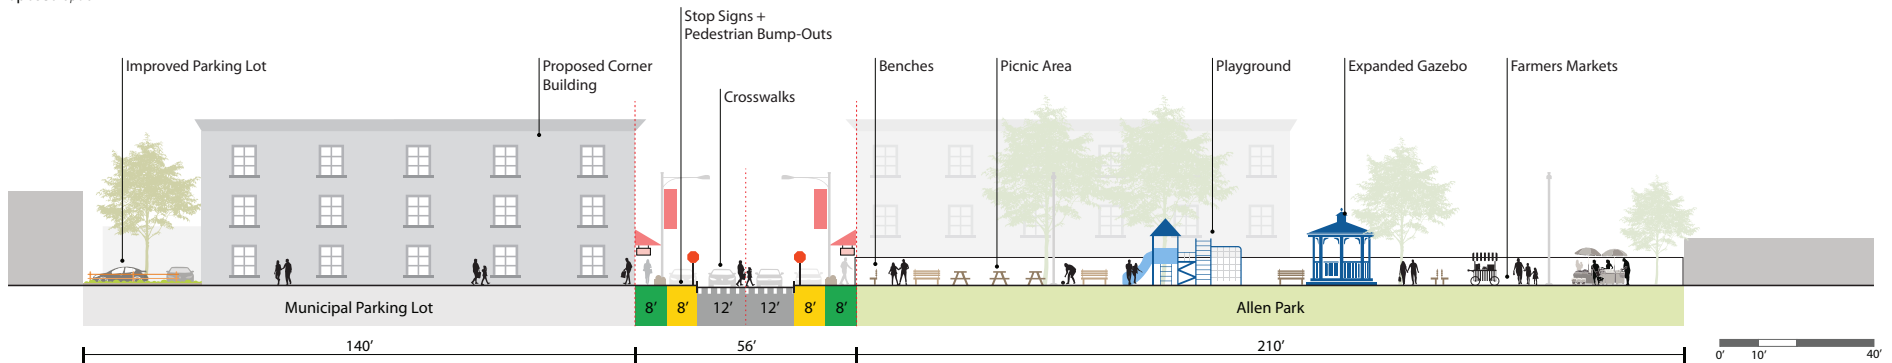 Stop Signs +
Pedestrian Bump-Outs
Improved Parking Lot
Proposed Corner
Building
Crosswalks
Benches
Picnic Area
Playground
Expanded Gazebo
Farmers Markets
Municipal Parking Lot
8’
8’
12’
12’
8’
8’
Allen Park
140’
56’
210’
0’
10’
40’